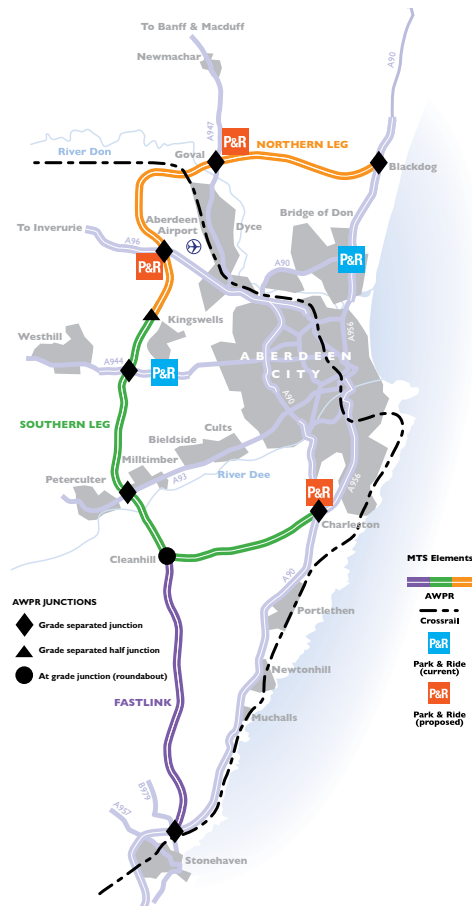 To Banff & Macduff
Newmachar
A90
A947
P&R
NORTHERN LEG
River Don
Goval
Blackdog
Aberdeen
Airport
Dyce
Bridge of Don
To Inverurie
A96
P&R
A90
P&R
Kingswells
A956
Westhill
A944
P&R
ABERDEEN
CITY
A90
SOUTHERN LEG
Cults
Bieldside
Milltimber
Peterculter
A93
River Dee
P&R
A956
Charleston
Cleanhill
A90
MTS Elements
AWPR
Crossrail
P&R
Park & Ride
(current)
P&R
Park & Ride
(proposed)
AWPR JUNCTIONS
Grade separated junction
Grade separated half junction
At grade junction (roundabout)
Portlethen
Newtonhill
FASTLINK
Muchalls
B979
A957
Stonehaven